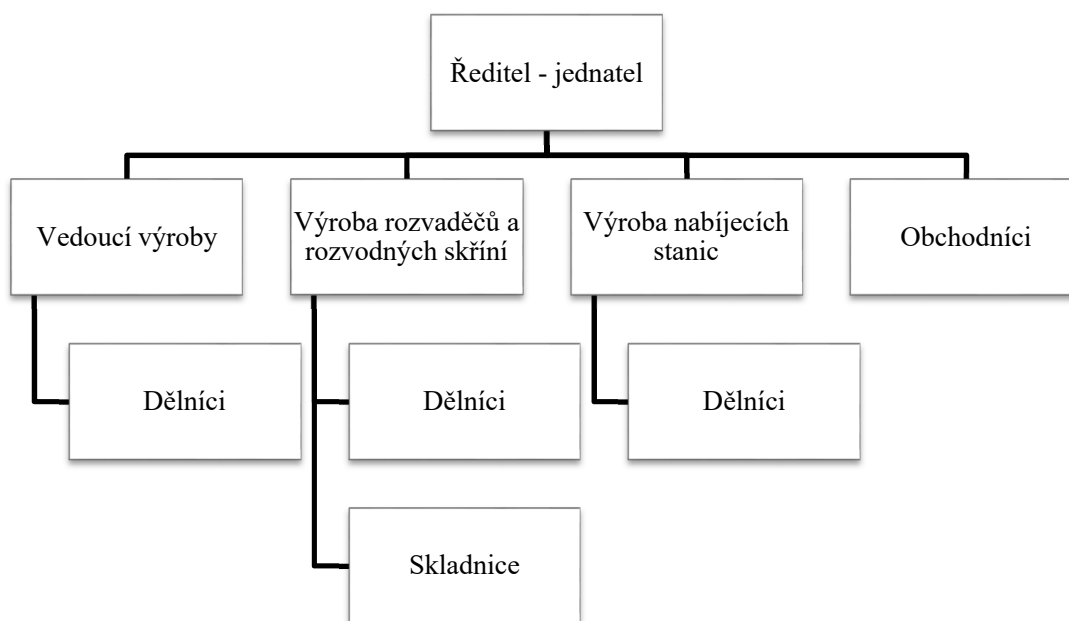 Ředitel - jednatel
Vedoucí výroby
Výroba rozvaděčů a
rozvodných skříní
Výroba nabíjecích
stanic
Obchodníci
Dělníci
Dělníci
Dělníci
Skladnice